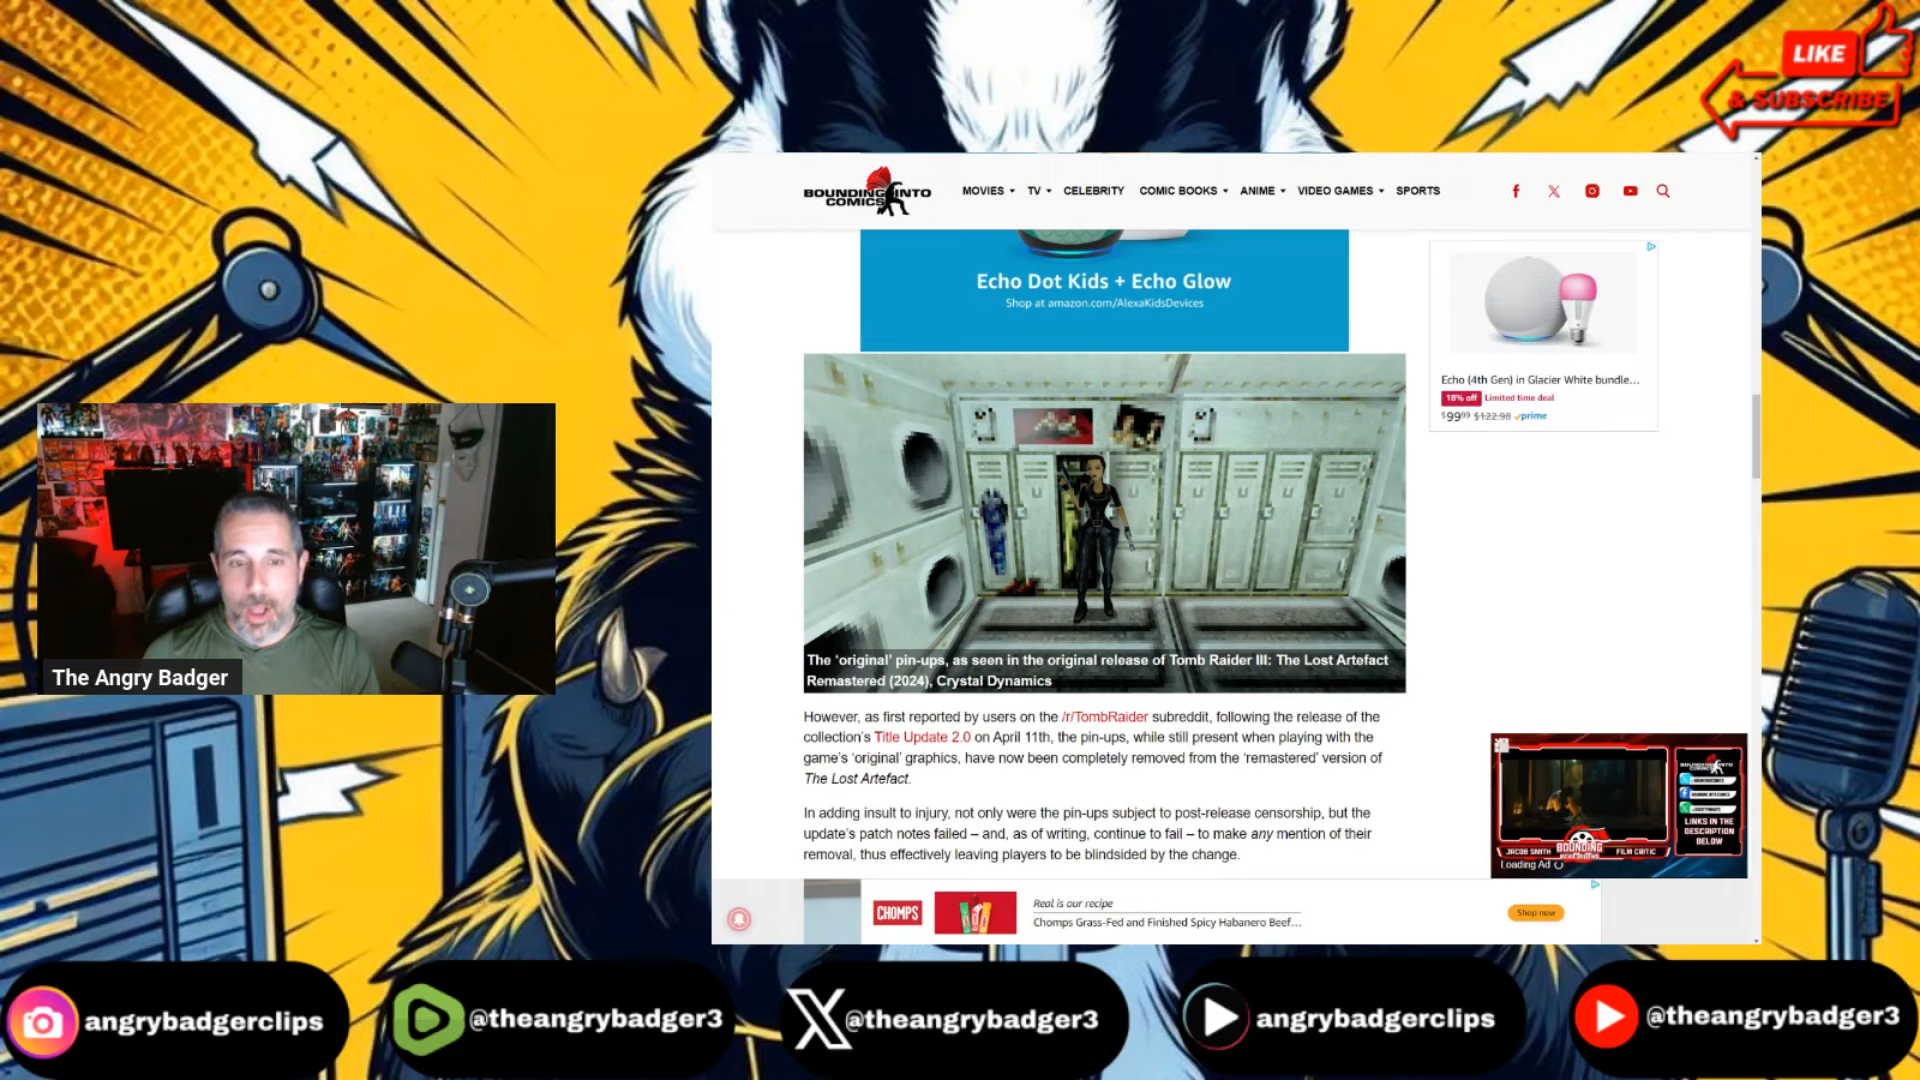 LIKE
& SUBSCRIBE
BOUNDING INTO
COMICS
MOVIES
TV
CELEBRITY
COMIC BOOKS
ANIME
VIDEO GAMES
SPORTS
Echo Dot Kids + Echo Glow
Shop at amazon.com/AlexaKidsDevices
Echo (4th Gen) in Glacier White bundle...
18% off Limited time deal
$99⁹⁹ $122.98 prime
The 'original' pin-ups, as seen in the original release of Tomb Raider III: The Lost Artefact
Remastered (2024), Crystal Dynamics
The Angry Badger
However, as first reported by users on the /r/TombRaider subreddit, following the release of the
collection's Title Update 2.0 on April 11th, the pin-ups, while still present when playing with the
game's 'original' graphics, have now been completely removed from the 'remastered' version of
The Lost Artefact.
In adding insult to injury, not only were the pin-ups subject to post-release censorship, but the
update's patch notes failed – and, as of writing, continue to fail – to make any mention of their
removal, thus effectively leaving players to be blindsided by the change.
LINKS IN THE
DESCRIPTION
BELOW
JACOB SMITH
BOUNDING
FILM CRITIC
Loading Ad
CHOMPS
Real is our recipe
Chomps Grass-Fed and Finished Spicy Habanero Beef...
Shop now
angrybadgerclips
@theangrybadger3
@theangrybadger3
angrybadgerclips
@theangrybadger3